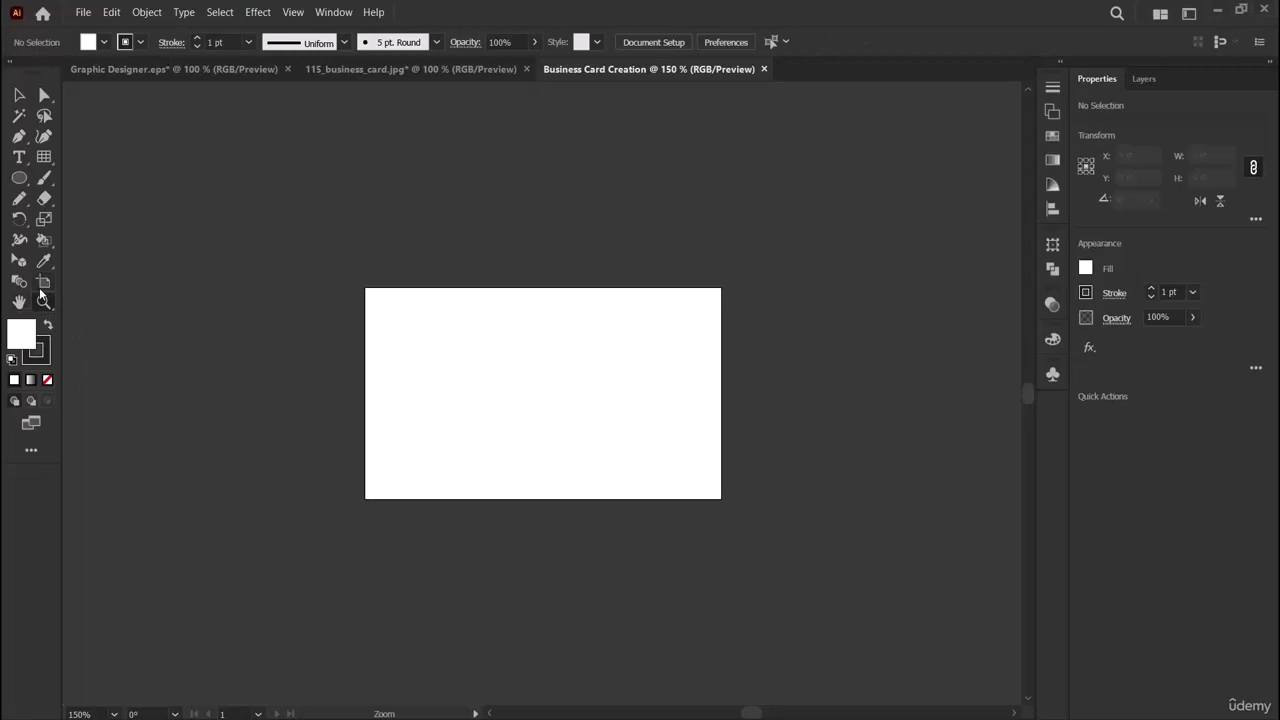 Ai File Edit Object Type Select Effect View Window Help
No Selection Stroke: 1 pt Uniform 5 pt. Round Opacity: 100% Style: Document Setup Preferences
Graphic Designer.eps* @ 100 % (RGB/Preview) × 115_business_card.jpg* @ 100 % (RGB/Preview) × Business Card Creation @ 150 % (RGB/Preview) ×
Properties Layers
No Selection
Transform
X: W:
Y: H:
Appearance
Fill
Stroke 1 pt
Opacity 100%
fx.
Quick Actions
150% 0° 1 Zoom
udemy